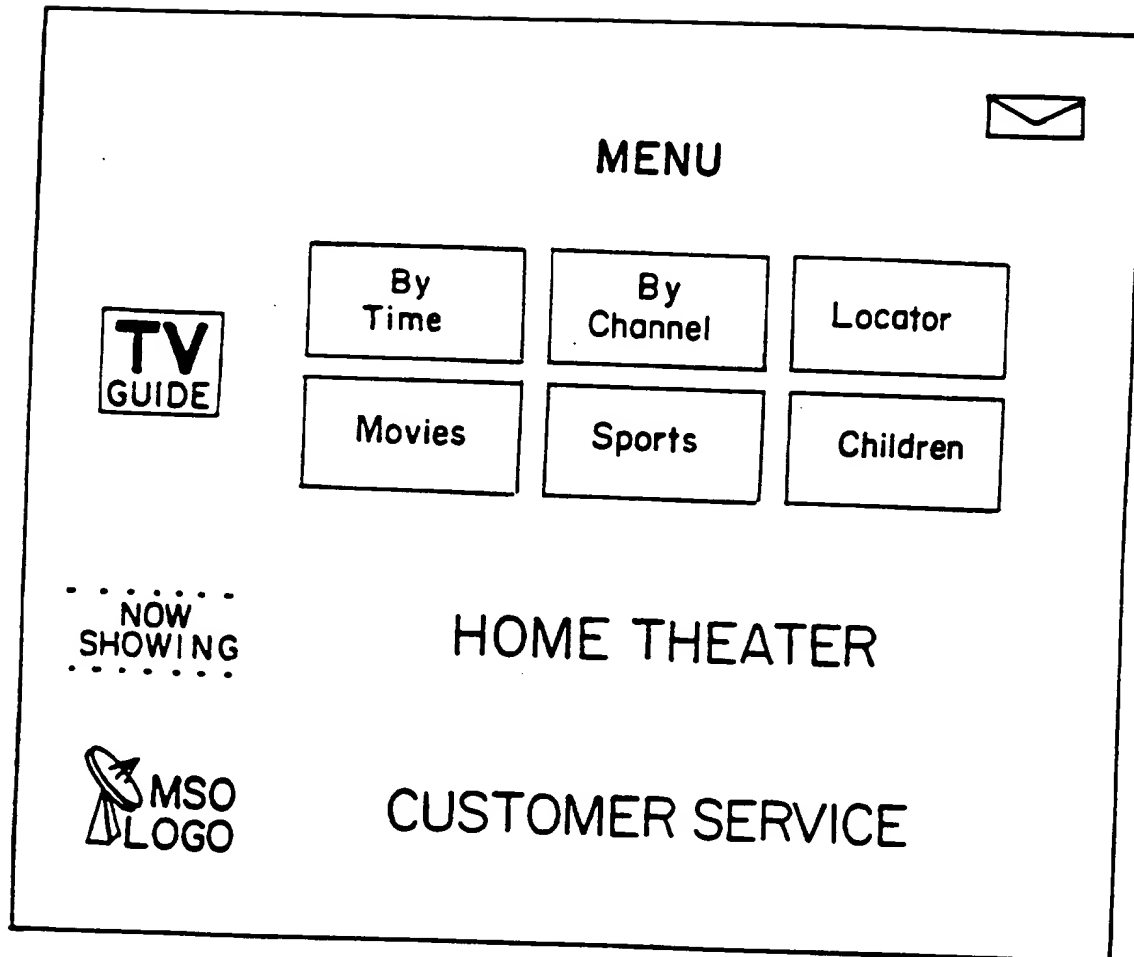 MENU
By
Time
By
Channel
Locator
TV
GUIDE
Movies
Sports
Children
NOW
SHOWING
HOME THEATER
MSO
LOGO
CUSTOMER SERVICE